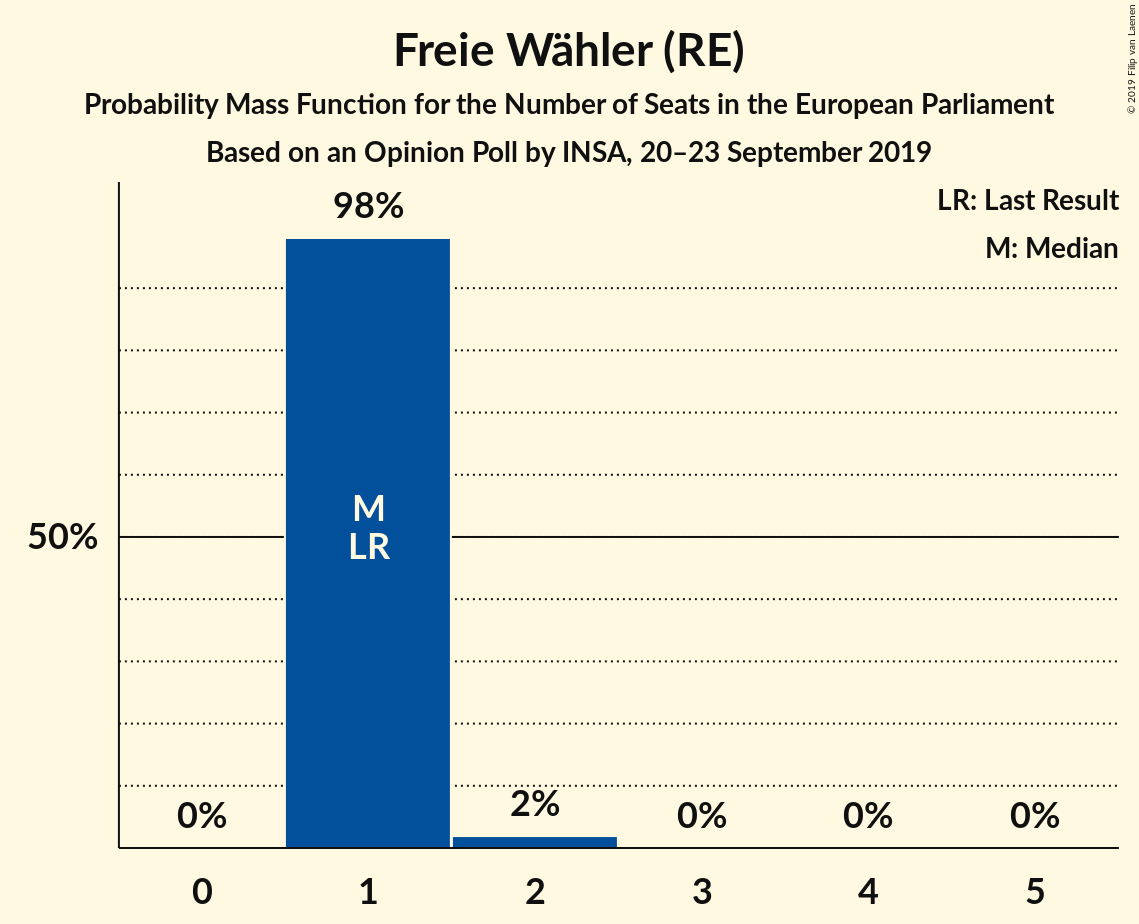 Freie Wähler (RE)
Probability Mass Function for the Number of Seats in the European Parliament
Based on an Opinion Poll by INSA, 20–23 September 2019
© 2019 Filip van Laenen
LR: Last Result
M: Median
98%
M
LR
50%
0%
2%
0%
0%
0%
0
1
2
3
4
5